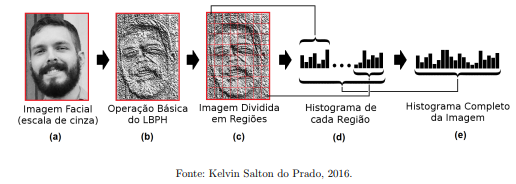 Imagem Facial
(escala de cinza)
(a)
Operação Básica
do LBPH
(b)
Imagem Dividida
em Regiões
(c)
Histograma de
cada Região
(d)
Histograma Completo
da Imagem
(e)
Fonte: Kelvin Salton do Prado, 2016.